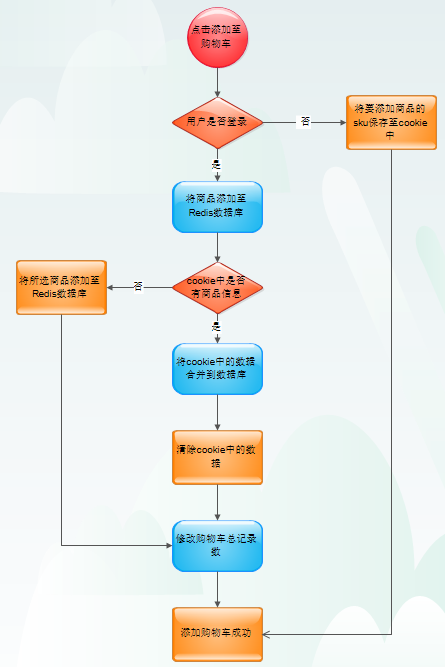 点击添加至
购物车
用户是否登录
否
将要添加商品的
sku保存至cookie
中
是
将商品添加至
Redis数据库
cookie中是否
有商品信息
否
将所选商品添加至
Redis数据库
是
将cookie中的数据
合并到数据库
清除cookie中的数
据
修改购物车总记录
数
添加购物车成功